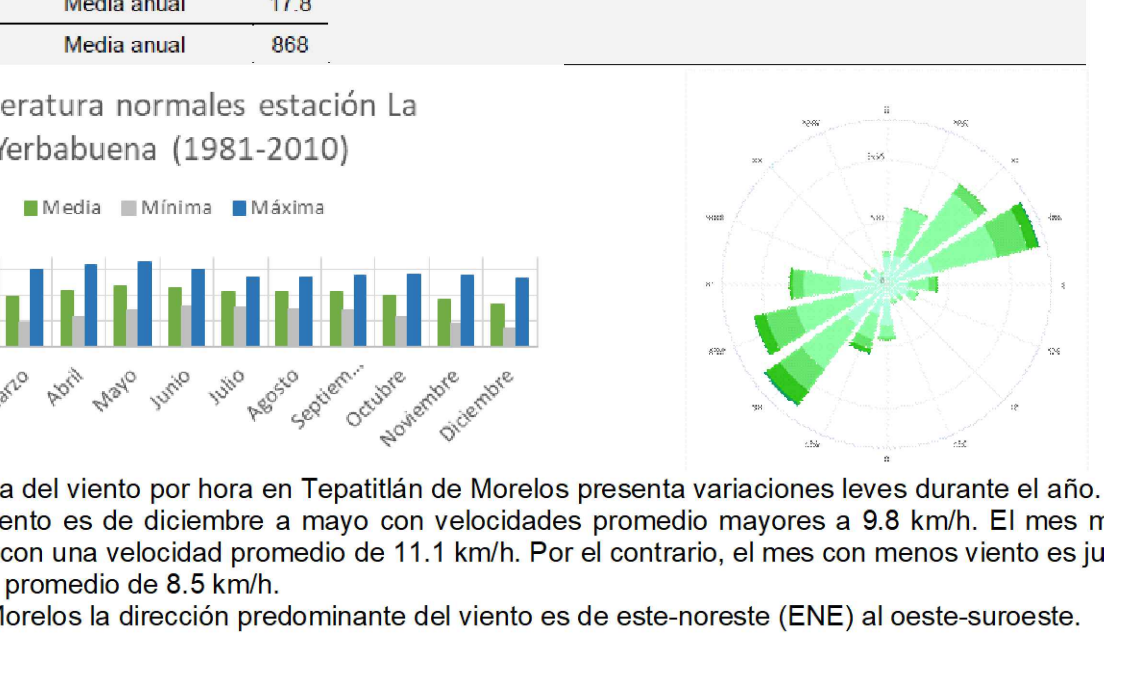 Media anual 17.8
Media anual 868
eratura normales estación La
Yerbabuena (1981-2010)
Media Mínima Máxima
arzo Abril Mayo Junio Julio Agosto Septiem... Octubre Noviembre Diciembre
a del viento por hora en Tepatitlán de Morelos presenta variaciones leves durante el año.
ento es de diciembre a mayo con velocidades promedio mayores a 9.8 km/h. El mes m
con una velocidad promedio de 11.1 km/h. Por el contrario, el mes con menos viento es ju
promedio de 8.5 km/h.
Morelos la dirección predominante del viento es de este-noreste (ENE) al oeste-suroeste.